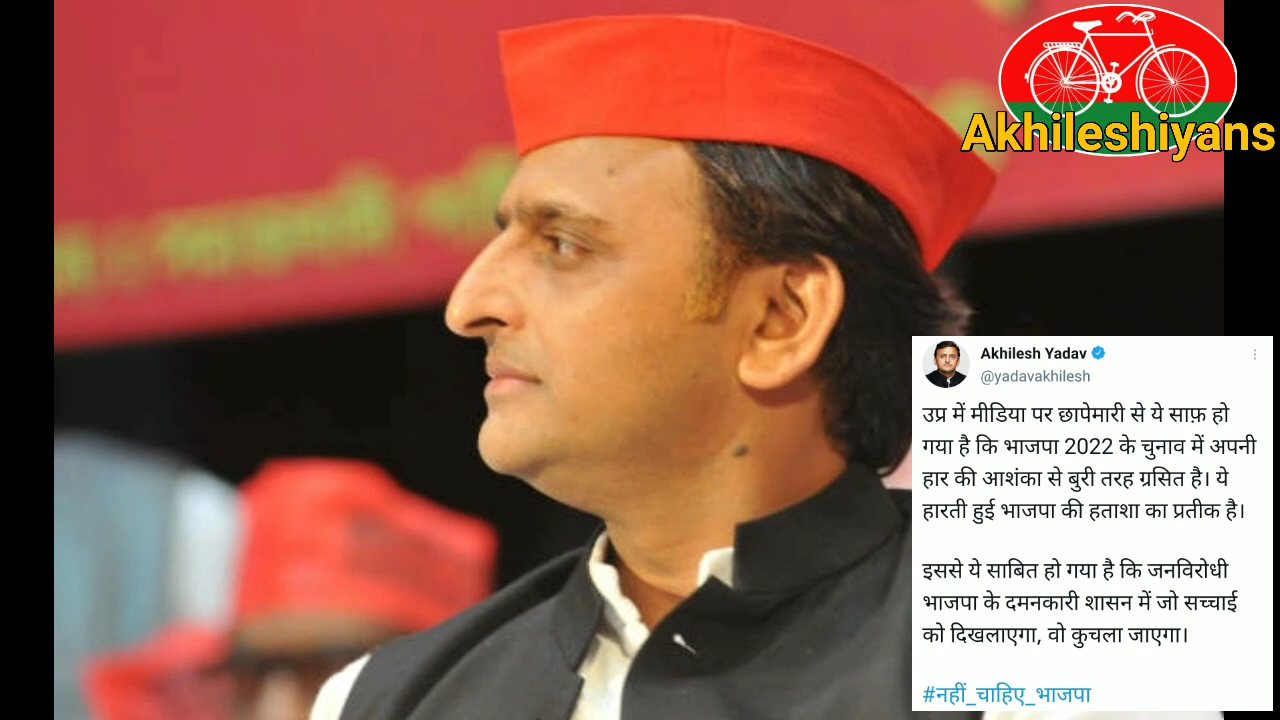 Akhileshiyans
Akhilesh Yadav
@yadavakhilesh
उप्र में मीडिया पर छापेमारी से ये साफ़ हो
गया है कि भाजपा 2022 के चुनाव में अपनी
हार की आशंका से बुरी तरह ग्रसित है। ये
हारती हुई भाजपा की हताशा का प्रतीक है।
इससे ये साबित हो गया है कि जनविरोधी
भाजपा के दमनकारी शासन में जो सच्चाई
को दिखलाएगा, वो कुचला जाएगा।
#नहीं_चाहिए_भाजपा